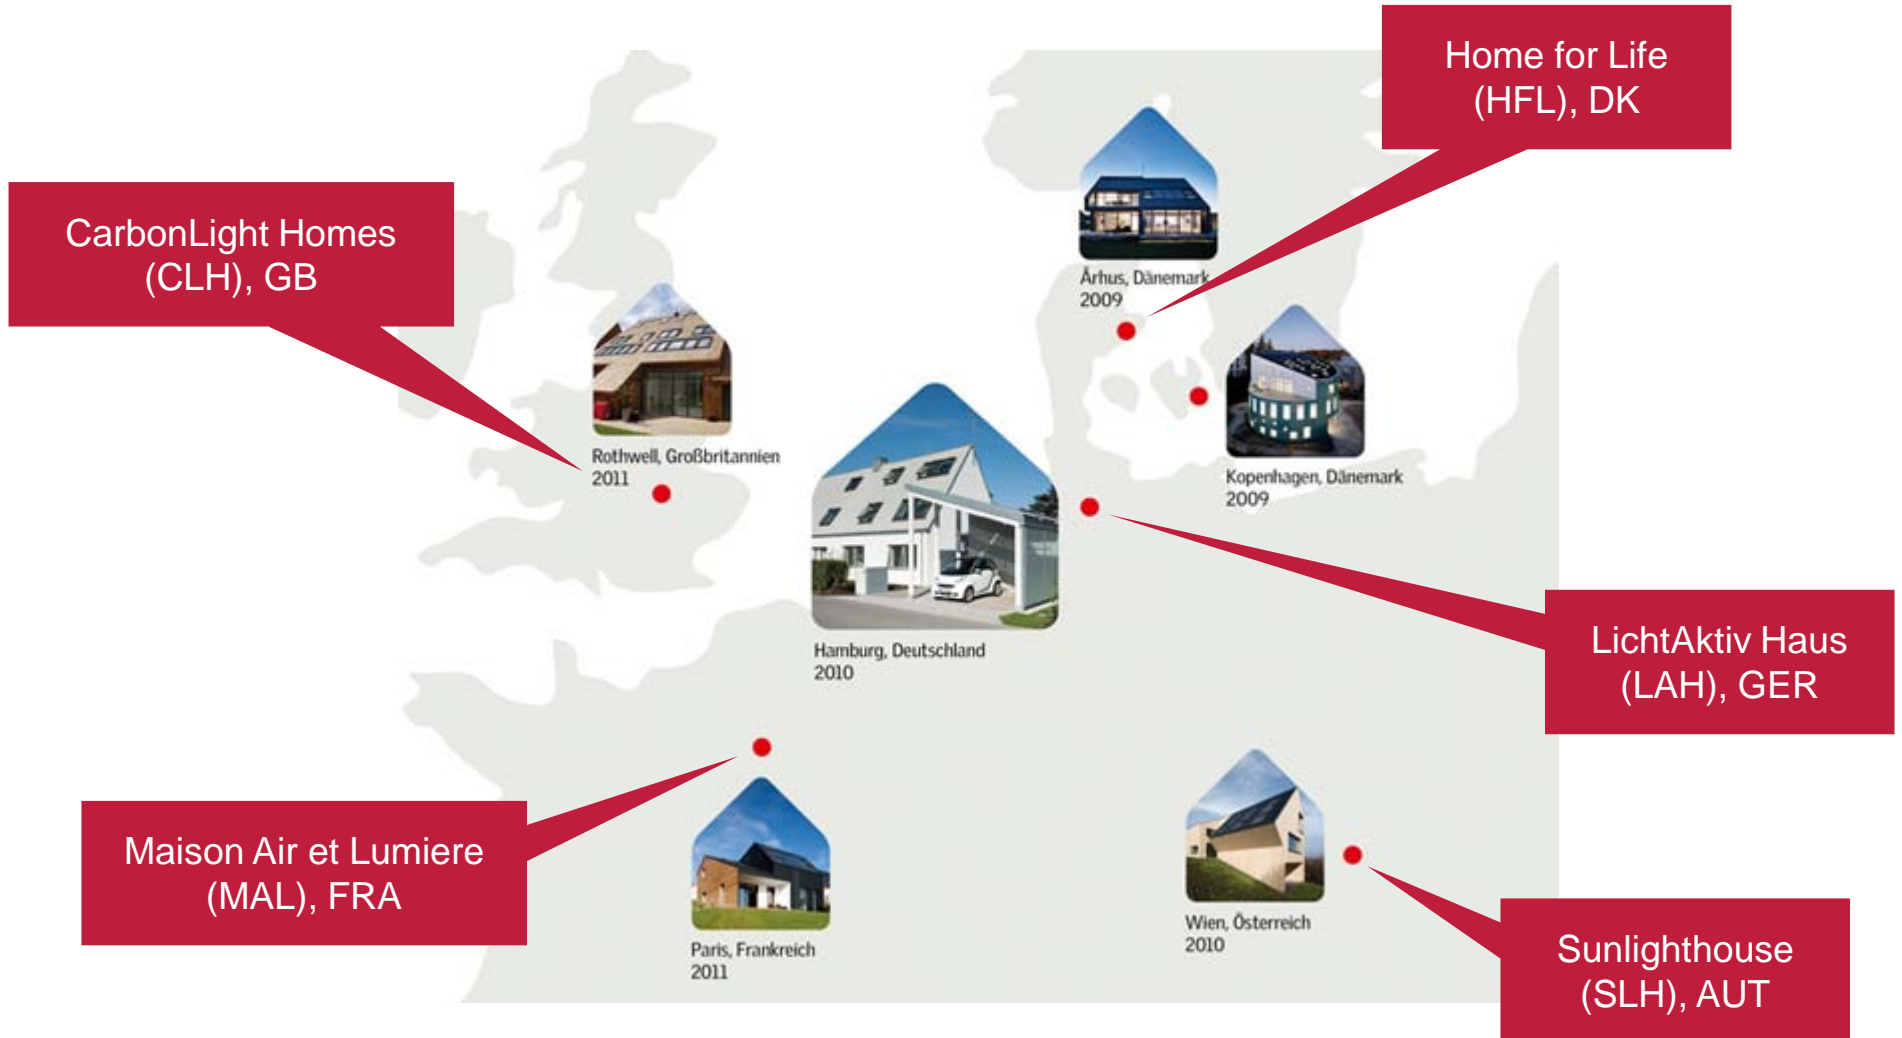 Home for Life
(HFL), DK
CarbonLight Homes
(CLH), GB
Århus, Dänemark
2009
Rothwell, Großbritannien
2011
Kopenhagen, Dänemark
2009
Hamburg, Deutschland
2010
LichtAktiv Haus
(LAH), GER
Maison Air et Lumiere
(MAL), FRA
Paris, Frankreich
2011
Wien, Österreich
2010
Sunlighthouse
(SLH), AUT